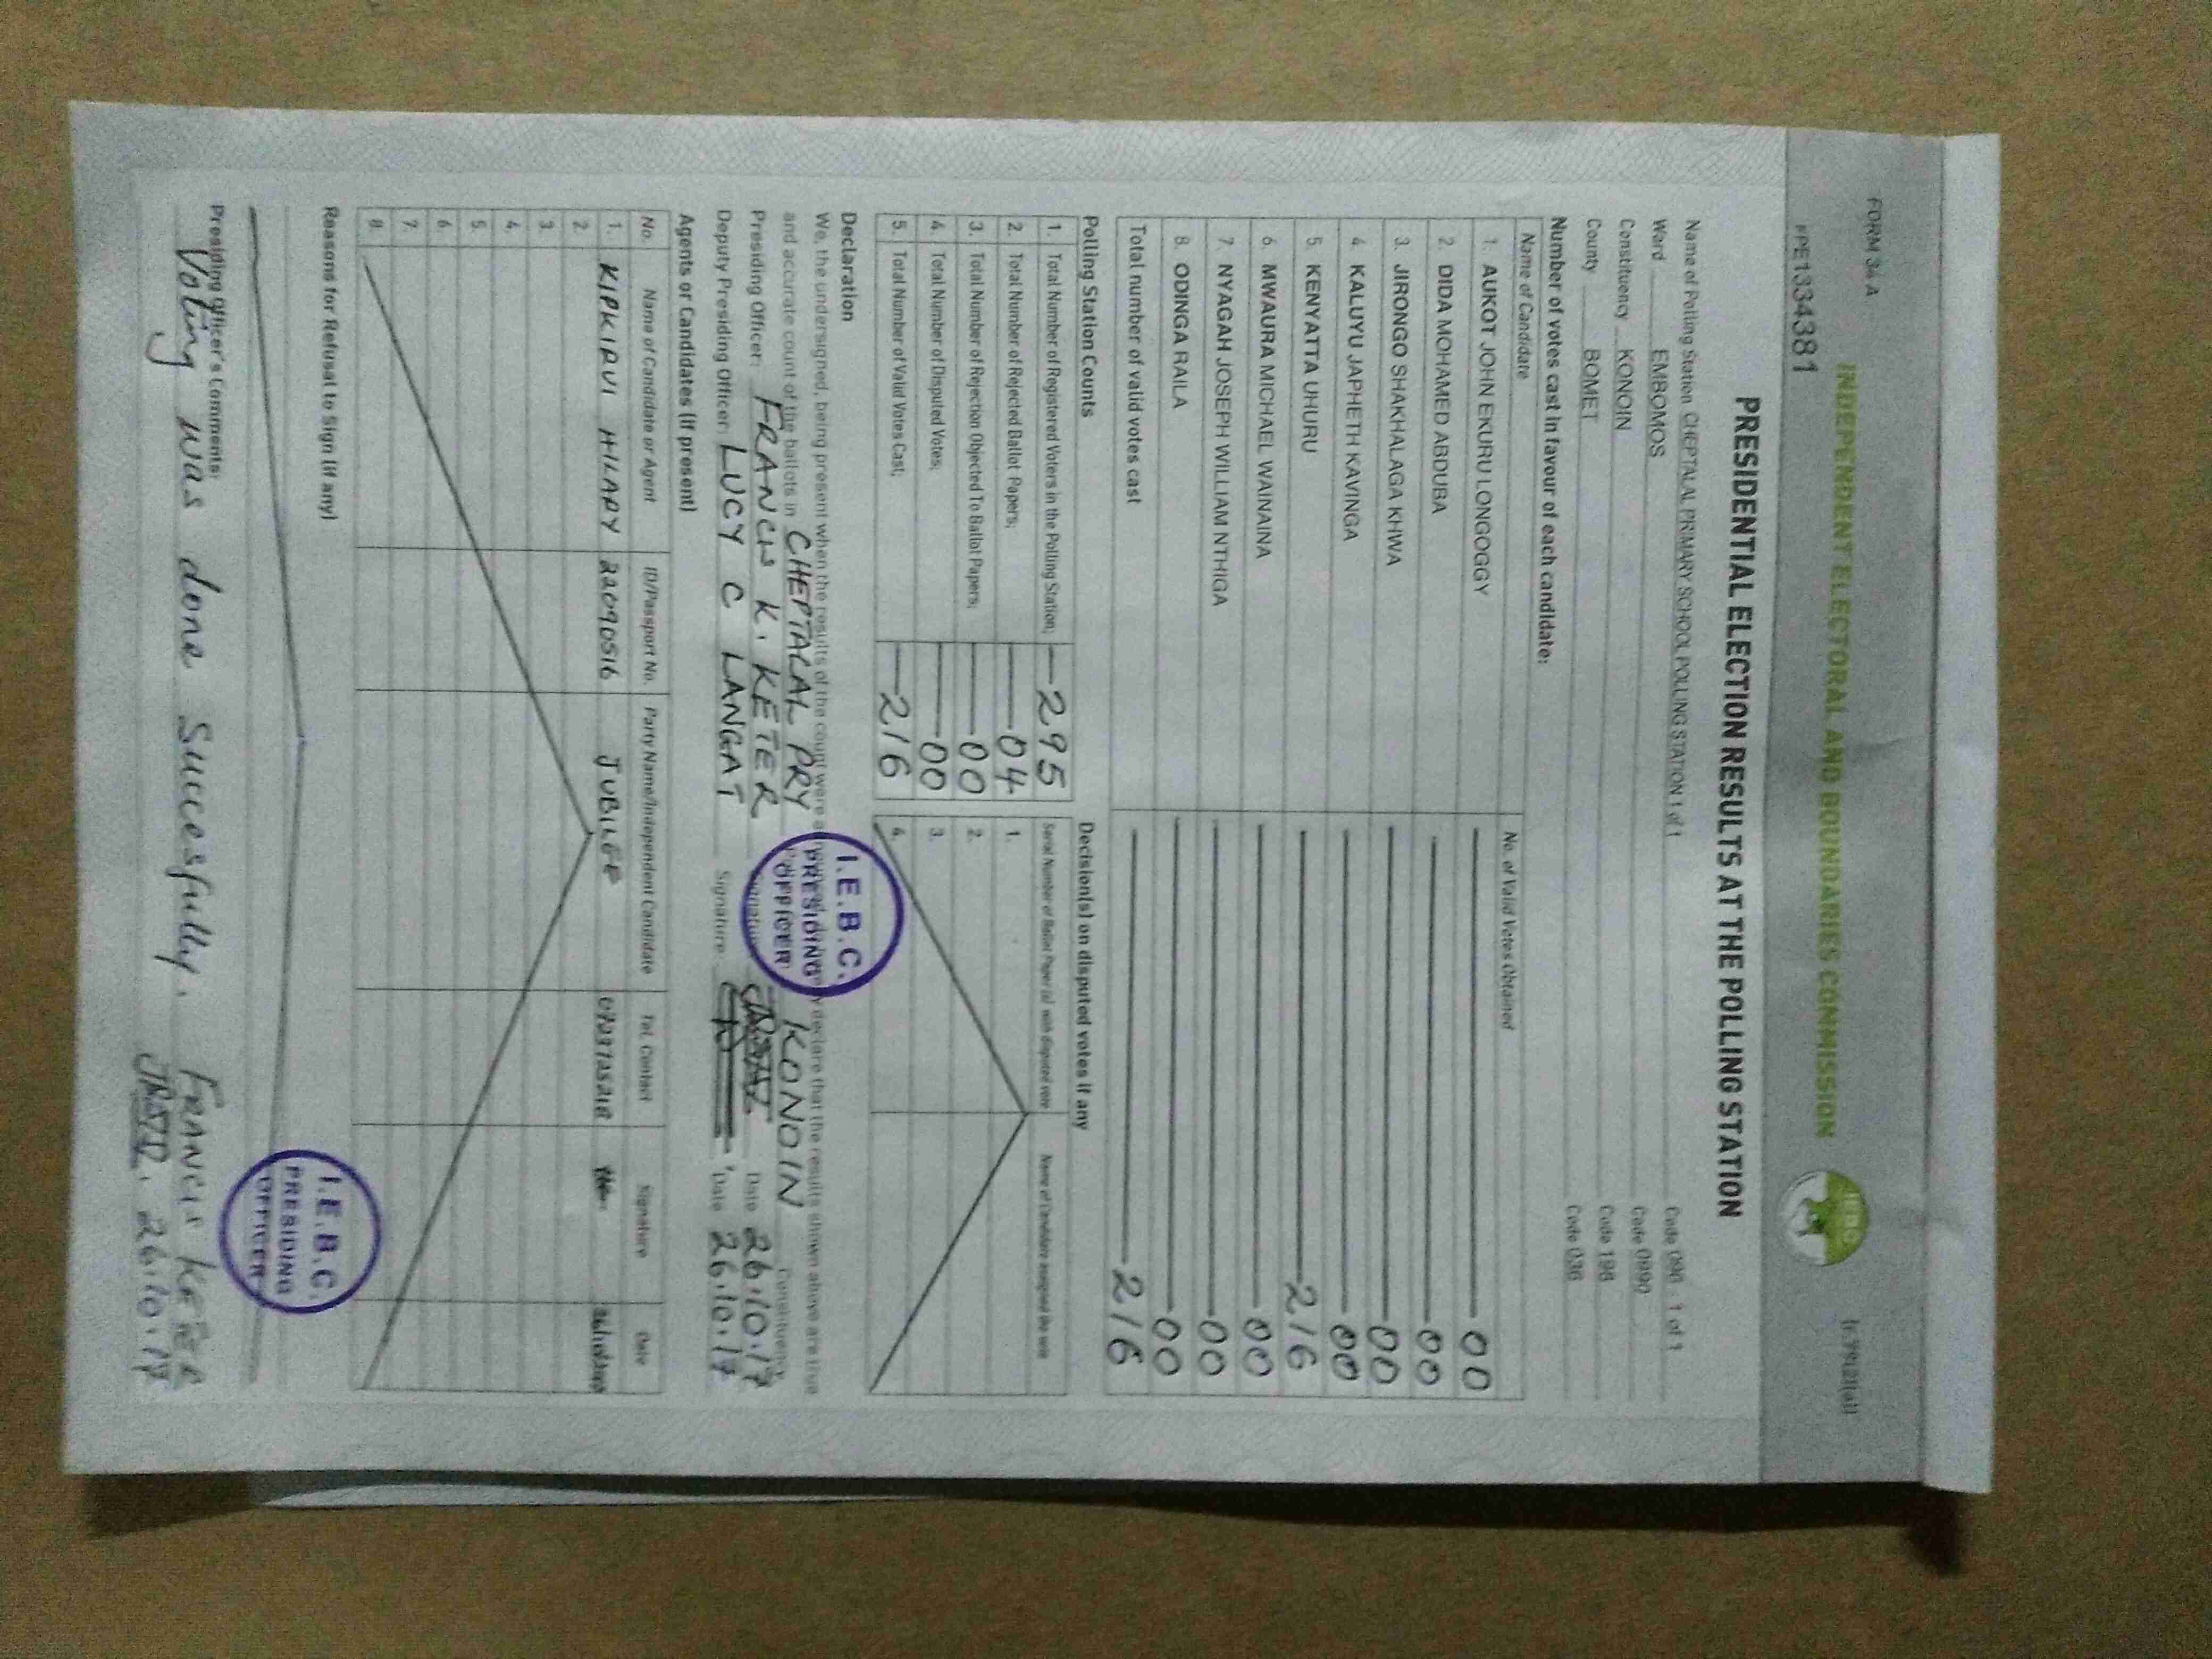 FORM 34 A
INDEPENDENT ELECTORAL AND BOUNDARIES COMMISSION
IEBC
PE1334381
PRESIDENTIAL ELECTION RESULTS AT THE POLLING STATION
Name of Polling Station CHEPTALAL PRIMARY SCHOOL POLLING STATION 1 of 1 Code 096 - 1 of 1
Ward EMBOMOS Code 0990
Constituency KONOIN Code 198
County BOMET Code 036
Number of votes cast in favour of each candidate:
Name of Candidate No. of Valid Votes Obtained
1. AUKOT JOHN EKURU LONGOGGY 00
2. DIDA MOHAMED ABDUBA 00
3. JIRONGO SHAKHALAGA KHWA 00
4. KALUYU JAPHETH KAVINGA 00
5. KENYATTA UHURU 216
6. MWAURA MICHAEL WAINAINA 00
7. NYAGAH JOSEPH WILLIAM NTHIGA 00
8. ODINGA RAILA 00
Total number of valid votes cast 216
Polling Station Counts
1. Total Number of Registered Voters in the Polling Station; 295
2. Total Number of Rejected Ballot Papers; 04
3. Total Number of Rejection Objected To Ballot Papers; 00
4. Total Number of Disputed Votes; 00
5. Total Number of Valid Votes Cast; 216
Decision(s) on disputed votes if any
Serial Number of Ballot Paper (s) with disputed vote Name of Candidate assigned the vote
1.
2.
3.
4.
Declaration
We, the undersigned, being present when the results of the count were declare that the results shown above are true
and accurate count of the ballots in CHEPTALAL PRY KONOIN Constituency
Presiding Officer: FRANCIS K. KETER Signature Date 26.10.17
Deputy Presiding Officer: LUCY C LANGAT Signature Date 26.10.17
I.E.B.C.
PRESIDING
OFFICER
Agents or Candidates (if present)
No. Name of Candidate or Agent ID/Passport No. Party Name/Independent Candidate Tel. Contact Signature Date
1. KIPKIRUI HILARY 22090516 JUBILEE
2.
3.
4.
5.
6.
7.
8.
Reasons for Refusal to Sign (if any)
I.E.B.C.
PRESIDING
OFFICER
Presiding Officer's Comments:
Voting was done Successfully. FRANCIS KETER
26.10.17